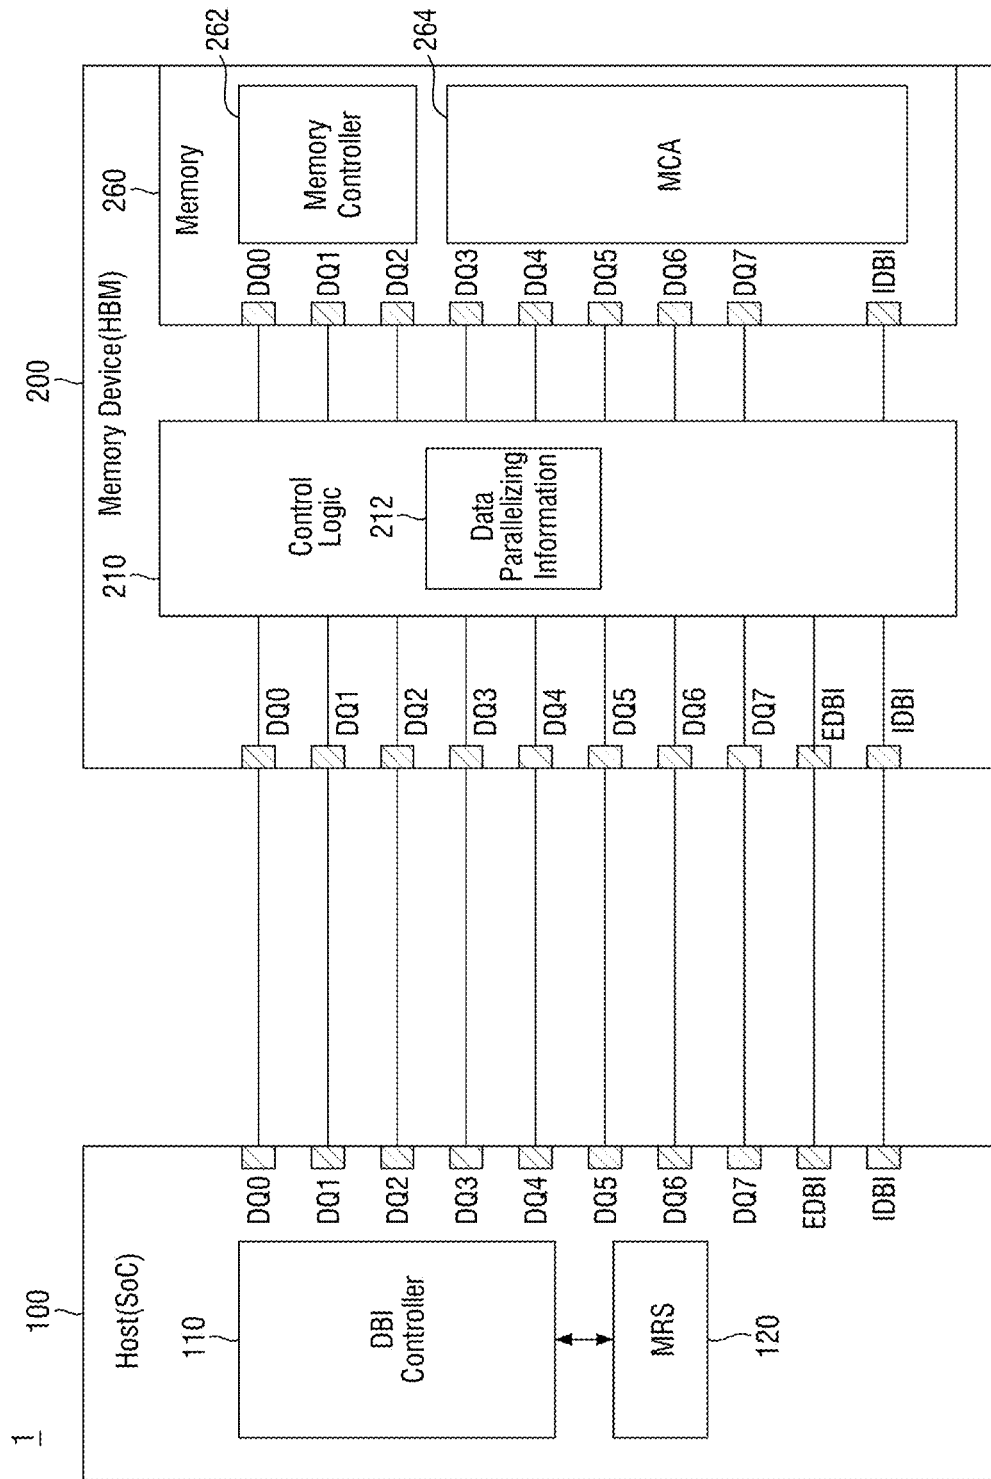 1
100
Host(SoC)
110
DBI
Controller
MRS
120
DQ0
DQ1
DQ2
DQ3
DQ4
DQ5
DQ6
DQ7
EDBI
IDBI
200
Memory Device(HBM)
DQ0
DQ1
DQ2
DQ3
DQ4
DQ5
DQ6
DQ7
EDBI
IDBI
210
Control
Logic
212
Data
Parallelizing
Information
260
Memory
DQ0
DQ1
DQ2
DQ3
DQ4
DQ5
DQ6
DQ7
IDBI
262
Memory
Controller
264
MCA